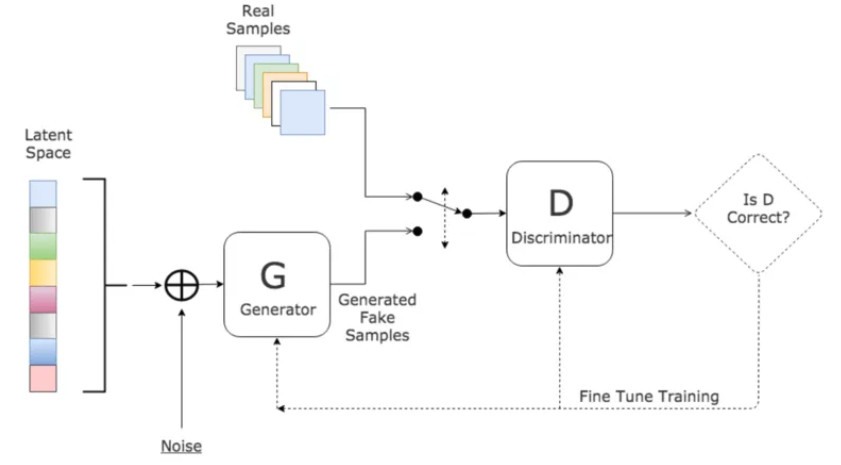 Real
Samples
Latent
Space
D
Discriminator
Is D
Correct?
G
Generator
Generated
Fake
Samples
Fine Tune Training
Noise